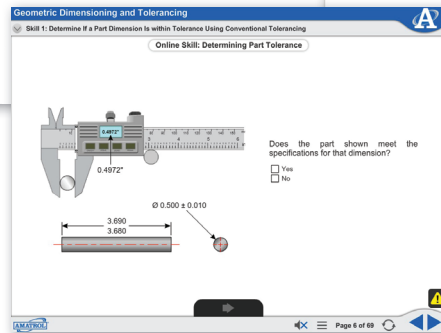 Geometric Dimensioning and Tolerancing
Skill 1: Determine If a Part Dimension Is within Tolerance Using Conventional Tolerancing
Online Skill: Determining Part Tolerance
0.4972"
0.4972"
Does the part shown meet the
specifications for that dimension?
Yes
No
Ø 0.500 ± 0.010
3.690
3.680
AMATROL
Page 6 of 69